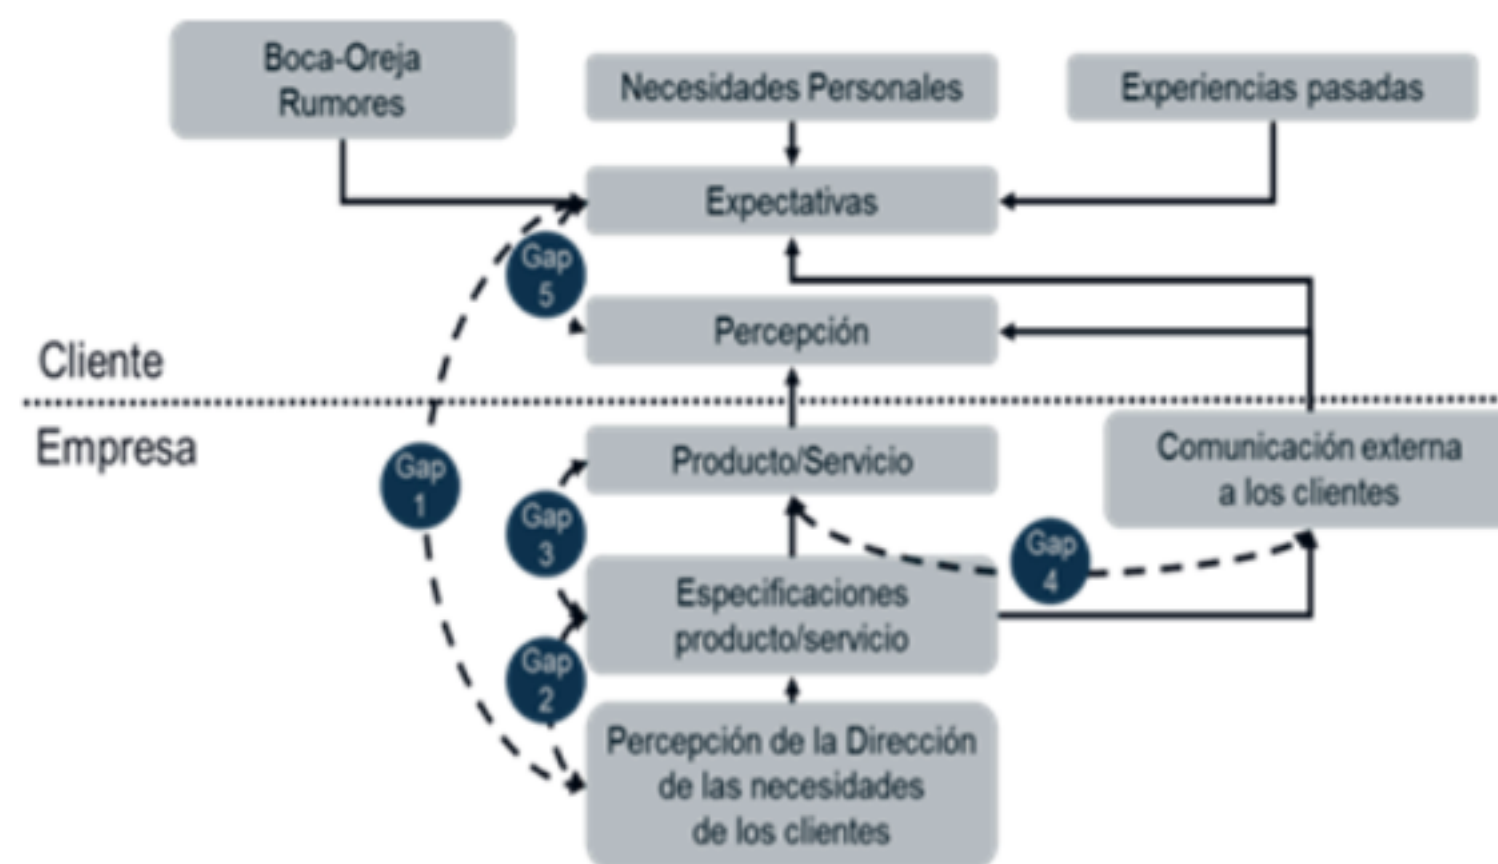 Boca-Oreja
Rumores
Necesidades Personales
Experiencias pasadas
Expectativas
Gap
5
Percepción
Cliente
Empresa
Gap
1
Producto/Servicio
Comunicación externa
a los clientes
Gap
3
Gap
4
Especificaciones
producto/servicio
Gap
2
Percepción de la Dirección
de las necesidades
de los clientes